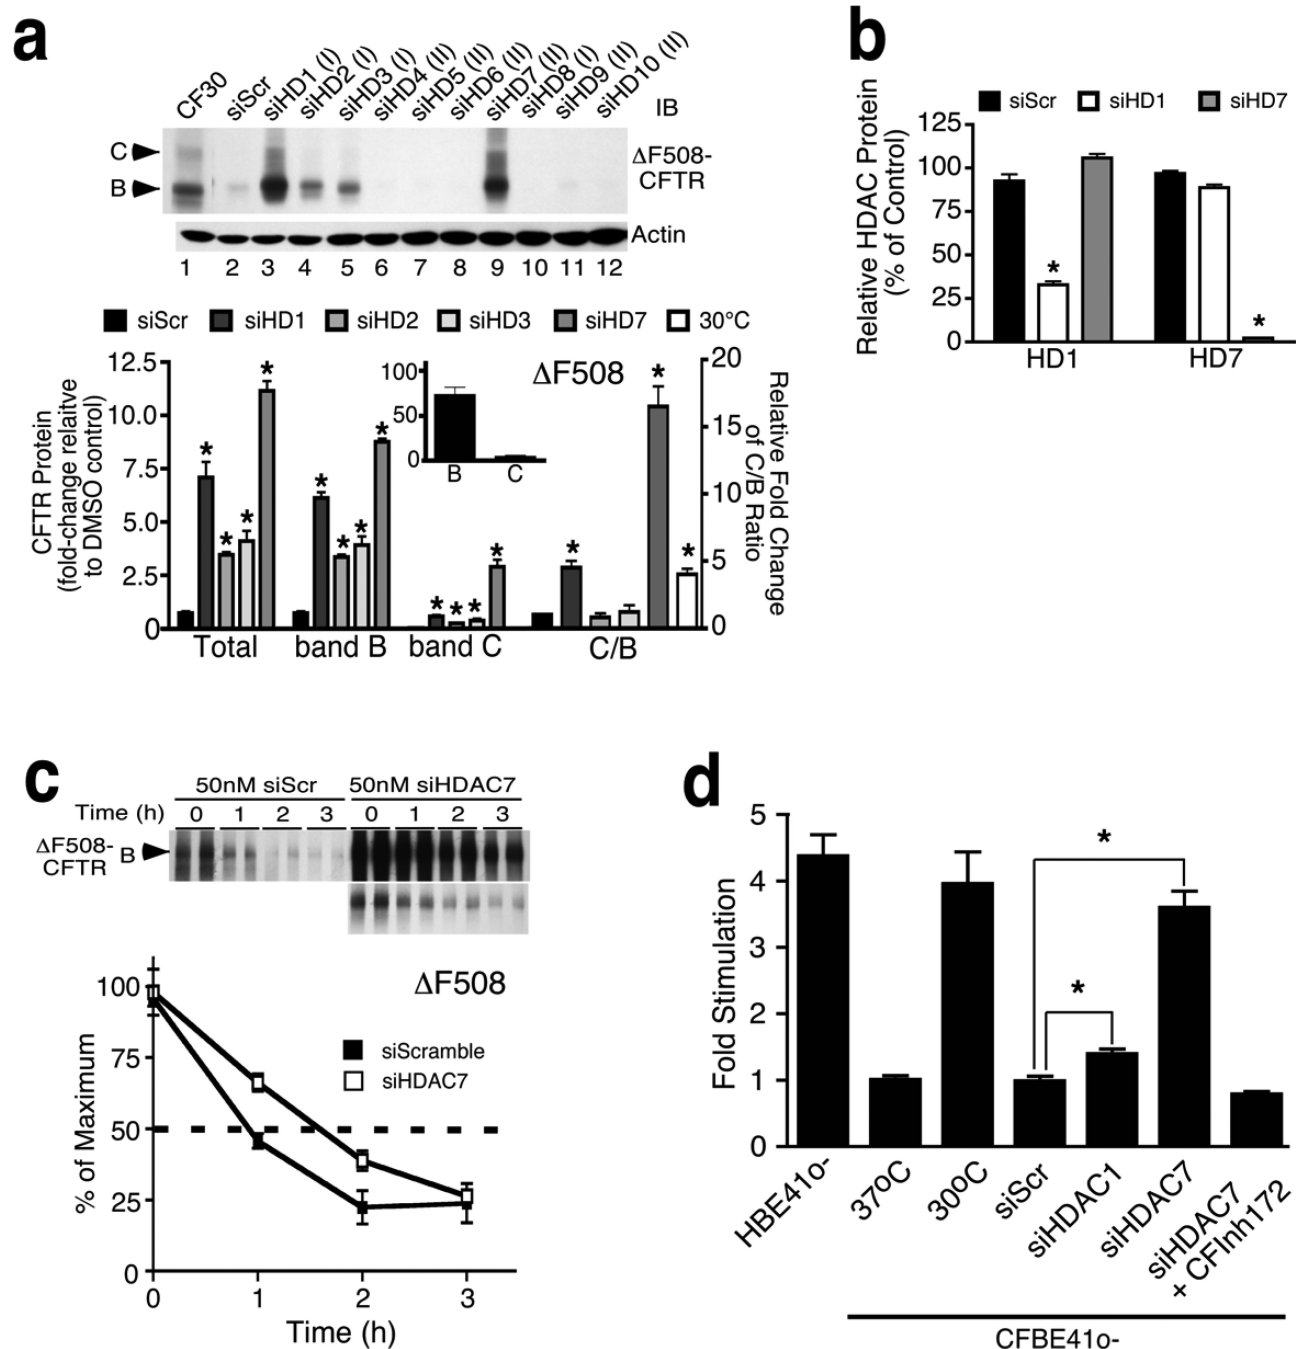 a
CF30
siScr
siHD1 (I)
siHD2 (I)
siHD3 (I)
siHD4 (II)
siHD5 (II)
siHD6 (II)
siHD7 (II)
siHD8 (I)
siHD9 (II)
siHD10 (II)
IB
C
B
ΔF508-
CFTR
Actin
1 2 3 4 5 6 7 8 9 10 11 12
siScr siHD1 siHD2 siHD3 siHD7 30°C
CFTR Protein
(fold-change relaitve
to DMSO control)
12.5
10.0
7.5
5.0
2.5
0
* * * * *
* * * *
* * * *
* * *
100
50
0
B C
ΔF508
20
15
10
5
0
Relative Fold Change
of C/B Ratio
Total band B band C C/B
b
siScr siHD1 siHD7
Relative HDAC Protein
(% of Control)
125
100
75
50
25
0
* *
HD1 HD7
c
50nM siScr 50nM siHDAC7
Time (h) 0 1 2 3 0 1 2 3
ΔF508-
CFTR
B
ΔF508
siScramble
siHDAC7
% of Maximum
100
75
50
25
0
0 1 2 3
Time (h)
d
Fold Stimulation
5
4
3
2
1
0
*
*
HBE41o-
37ºC
30ºC
siScr
siHDAC1
siHDAC7
siHDAC7
+ CFInh172
CFBE41o-